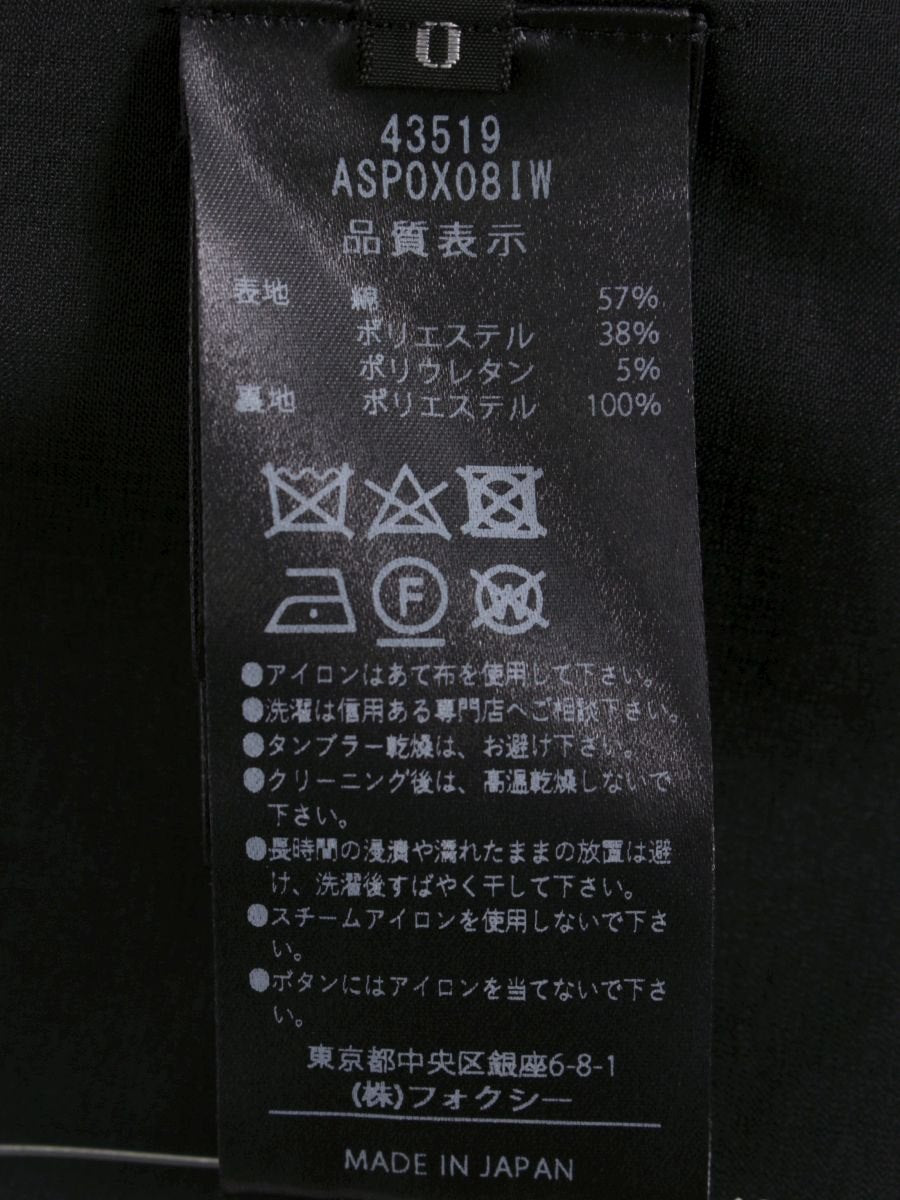 0
43519
ASP0X08IW
品質表示
表地 綿 57%
ポリエステル 38%
ポリウレタン 5%
裏地 ポリエステル 100%
F
W
●アイロンはあて布を使用して下さい。
●洗濯は信用ある専門店へご相談下さい。
●タンブラー乾燥は、お避け下さい。
●クリーニング後は、高温乾燥しないで
下さい。
●長時間の浸漬や濡れたままの放置は避
け、洗濯後すばやく干して下さい。
●スチームアイロンを使用しないで下さ
い。
●ボタンにはアイロンを当てないで下さ
い。
東京都中央区銀座6-8-1
(株)フォクシー
MADE IN JAPAN